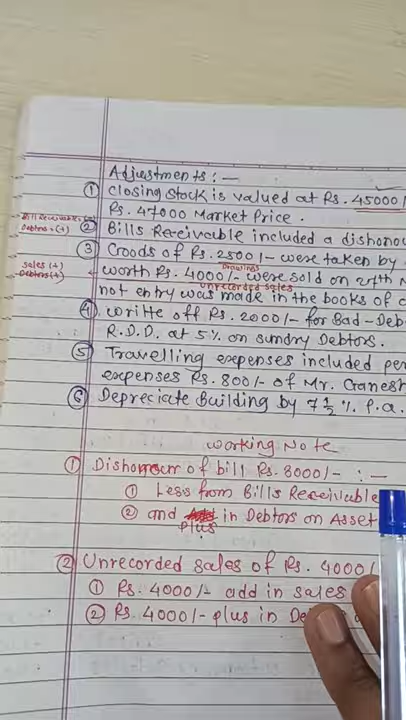 Adjustments :-
① Closing stock is valued at Rs. 45000/
Rs. 47000 Market Price.
Bill Receivable (-)
Debtors (+)
② Bills Receivable included a dishono
③ Goods of Rs. 2500/- were taken by
Drawings
Sales (+)
Debtors (+)
worth Rs. 4000/- were sold on 27th
unrecorded sales
not entry was made in the books of
④ Write off Rs. 2000/- for Bad-Deb
R.D.D. at 5% on sundry Debtors.
⑤ Travelling expenses included per
expenses Rs. 800/- of Mr. Ganesh
⑥ Depreciate Building by 7 1/2 % p.a.
Working Note
① Dishonour of bill Rs. 8000/- :-
① Less from Bills Receivable
② and Plus in Debtors on Asset
② Unrecorded sales of Rs. 4000/
① Rs. 4000/- add in sales
② Rs. 4000/- plus in De